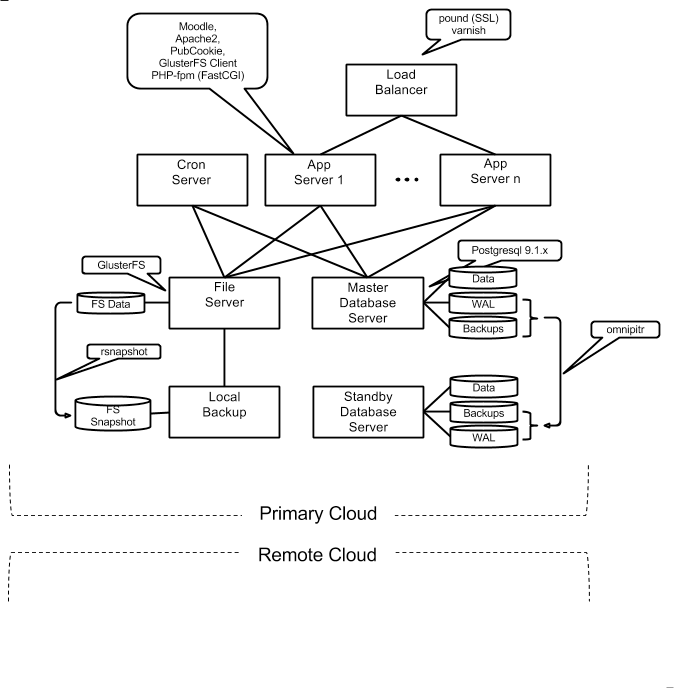 Moodle,
Apache2,
PubCookie,
GlusterFS Client
PHP-fpm (FastCGI)
pound (SSL)
varnish
Load
Balancer
Cron
Server
App
Server 1
...
App
Server n
GlusterFS
FS Data
File
Server
Master
Database
Server
Postgresql 9.1.x
Data
WAL
Backups
omnipitr
rsnapshot
FS
Snapshot
Local
Backup
Standby
Database
Server
Data
Backups
WAL
Primary Cloud
Remote Cloud